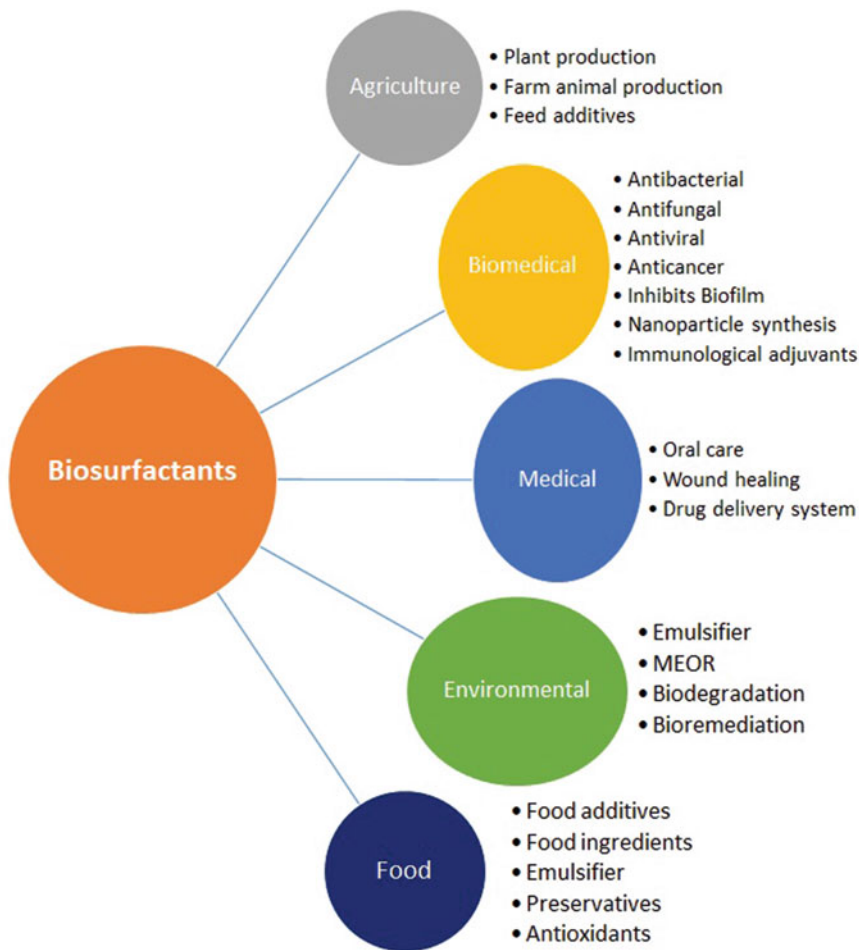 Agriculture
• Plant production
• Farm animal production
• Feed additives
Biomedical
• Antibacterial
• Antifungal
• Antiviral
• Anticancer
• Inhibits Biofilm
• Nanoparticle synthesis
• Immunological adjuvants
Biosurfactants
Medical
• Oral care
• Wound healing
• Drug delivery system
Environmental
• Emulsifier
• MEOR
• Biodegradation
• Bioremediation
Food
• Food additives
• Food ingredients
• Emulsifier
• Preservatives
• Antioxidants